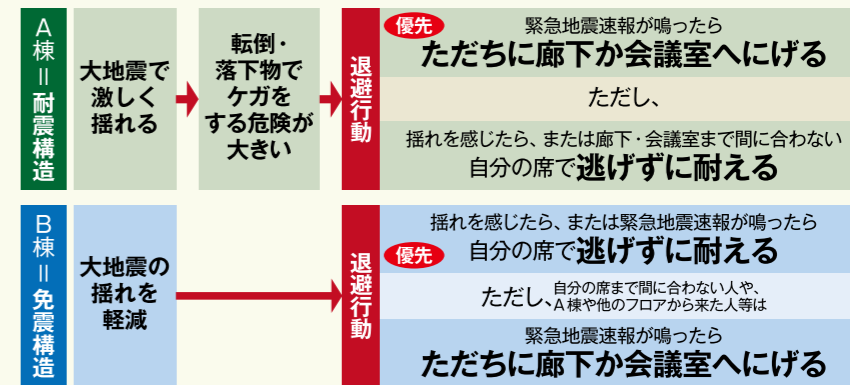 A棟＝耐震構造
大地震で
激しく
揺れる
転倒・
落下物で
ケガを
する危険が
大きい
退避行動
優先
緊急地震速報が鳴ったら
ただちに廊下か会議室へにげる
ただし、
揺れを感じたら、または廊下・会議室まで間に合わない
自分の席で逃げずに耐える
B棟＝免震構造
大地震の
揺れを
軽減
退避行動
揺れを感じたら、または緊急地震速報が鳴ったら
優先
自分の席で逃げずに耐える
ただし、自分の席まで間に合わない人や、
A棟や他のフロアから来た人等は
緊急地震速報が鳴ったら
ただちに廊下か会議室へにげる